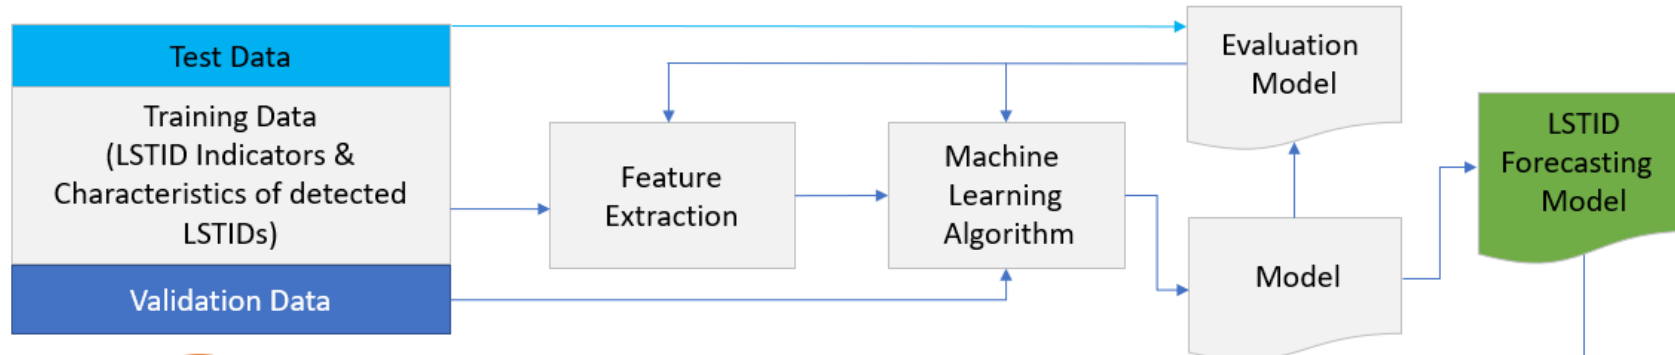 Test Data
Training Data
(LSTID Indicators &
Characteristics of detected
LSTIDs)
Validation Data
Feature
Extraction
Machine
Learning
Algorithm
Evaluation
Model
Model
LSTID
Forecasting
Model